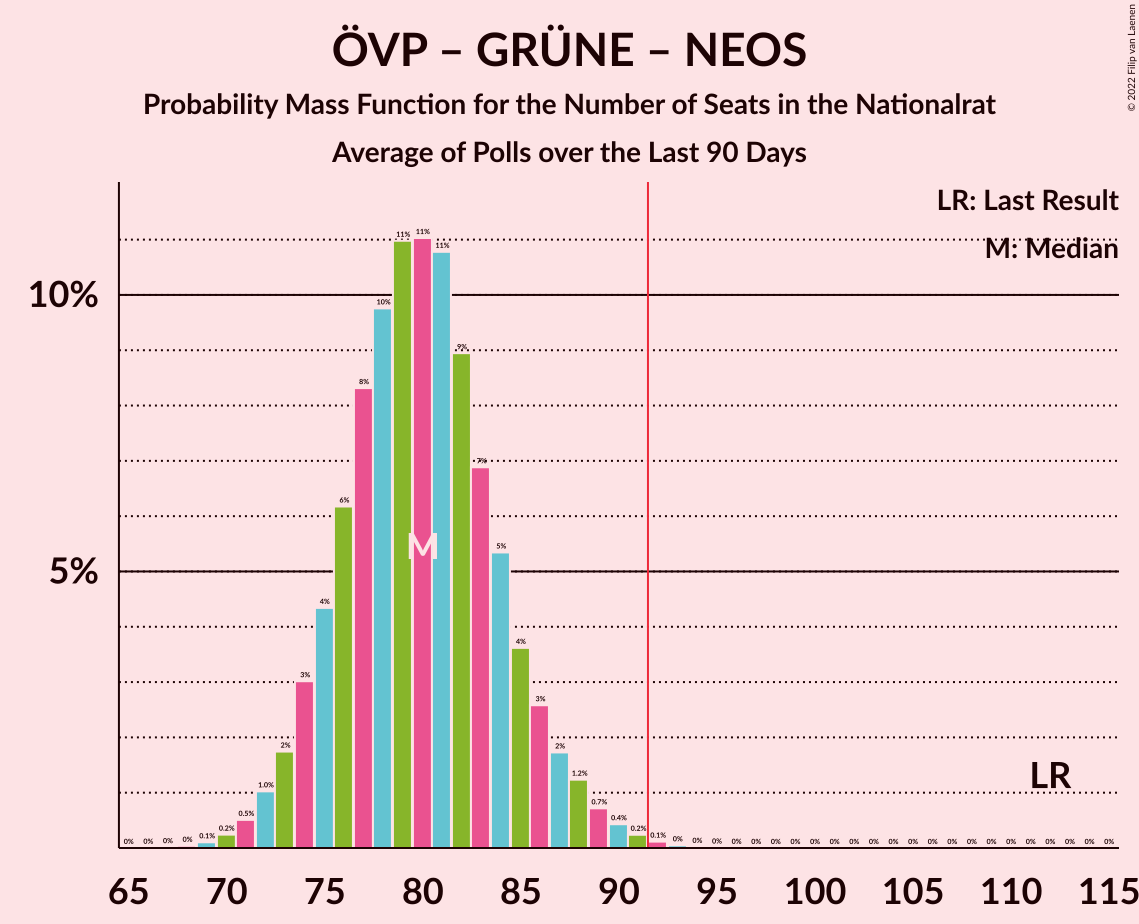 ÖVP – GRÜNE – NEOS
Probability Mass Function for the Number of Seats in the Nationalrat
Average of Polls over the Last 90 Days
© 2022 Filip van Laenen
LR: Last Result
M: Median
10%
5%
0% 0% 0% 0% 0.1% 0.2% 0.5% 1.0% 2% 3% 4% 6% 8% 10% 11% 11% 11% 9% 7% 5% 4% 3% 2% 1.2% 0.7% 0.4% 0.2% 0.1% 0% 0% 0% 0% 0% 0% 0% 0% 0% 0% 0% 0% 0% 0% 0% 0% 0% 0% 0% 0% 0% 0% 0%
M
LR
65 70 75 80 85 90 95 100 105 110 115